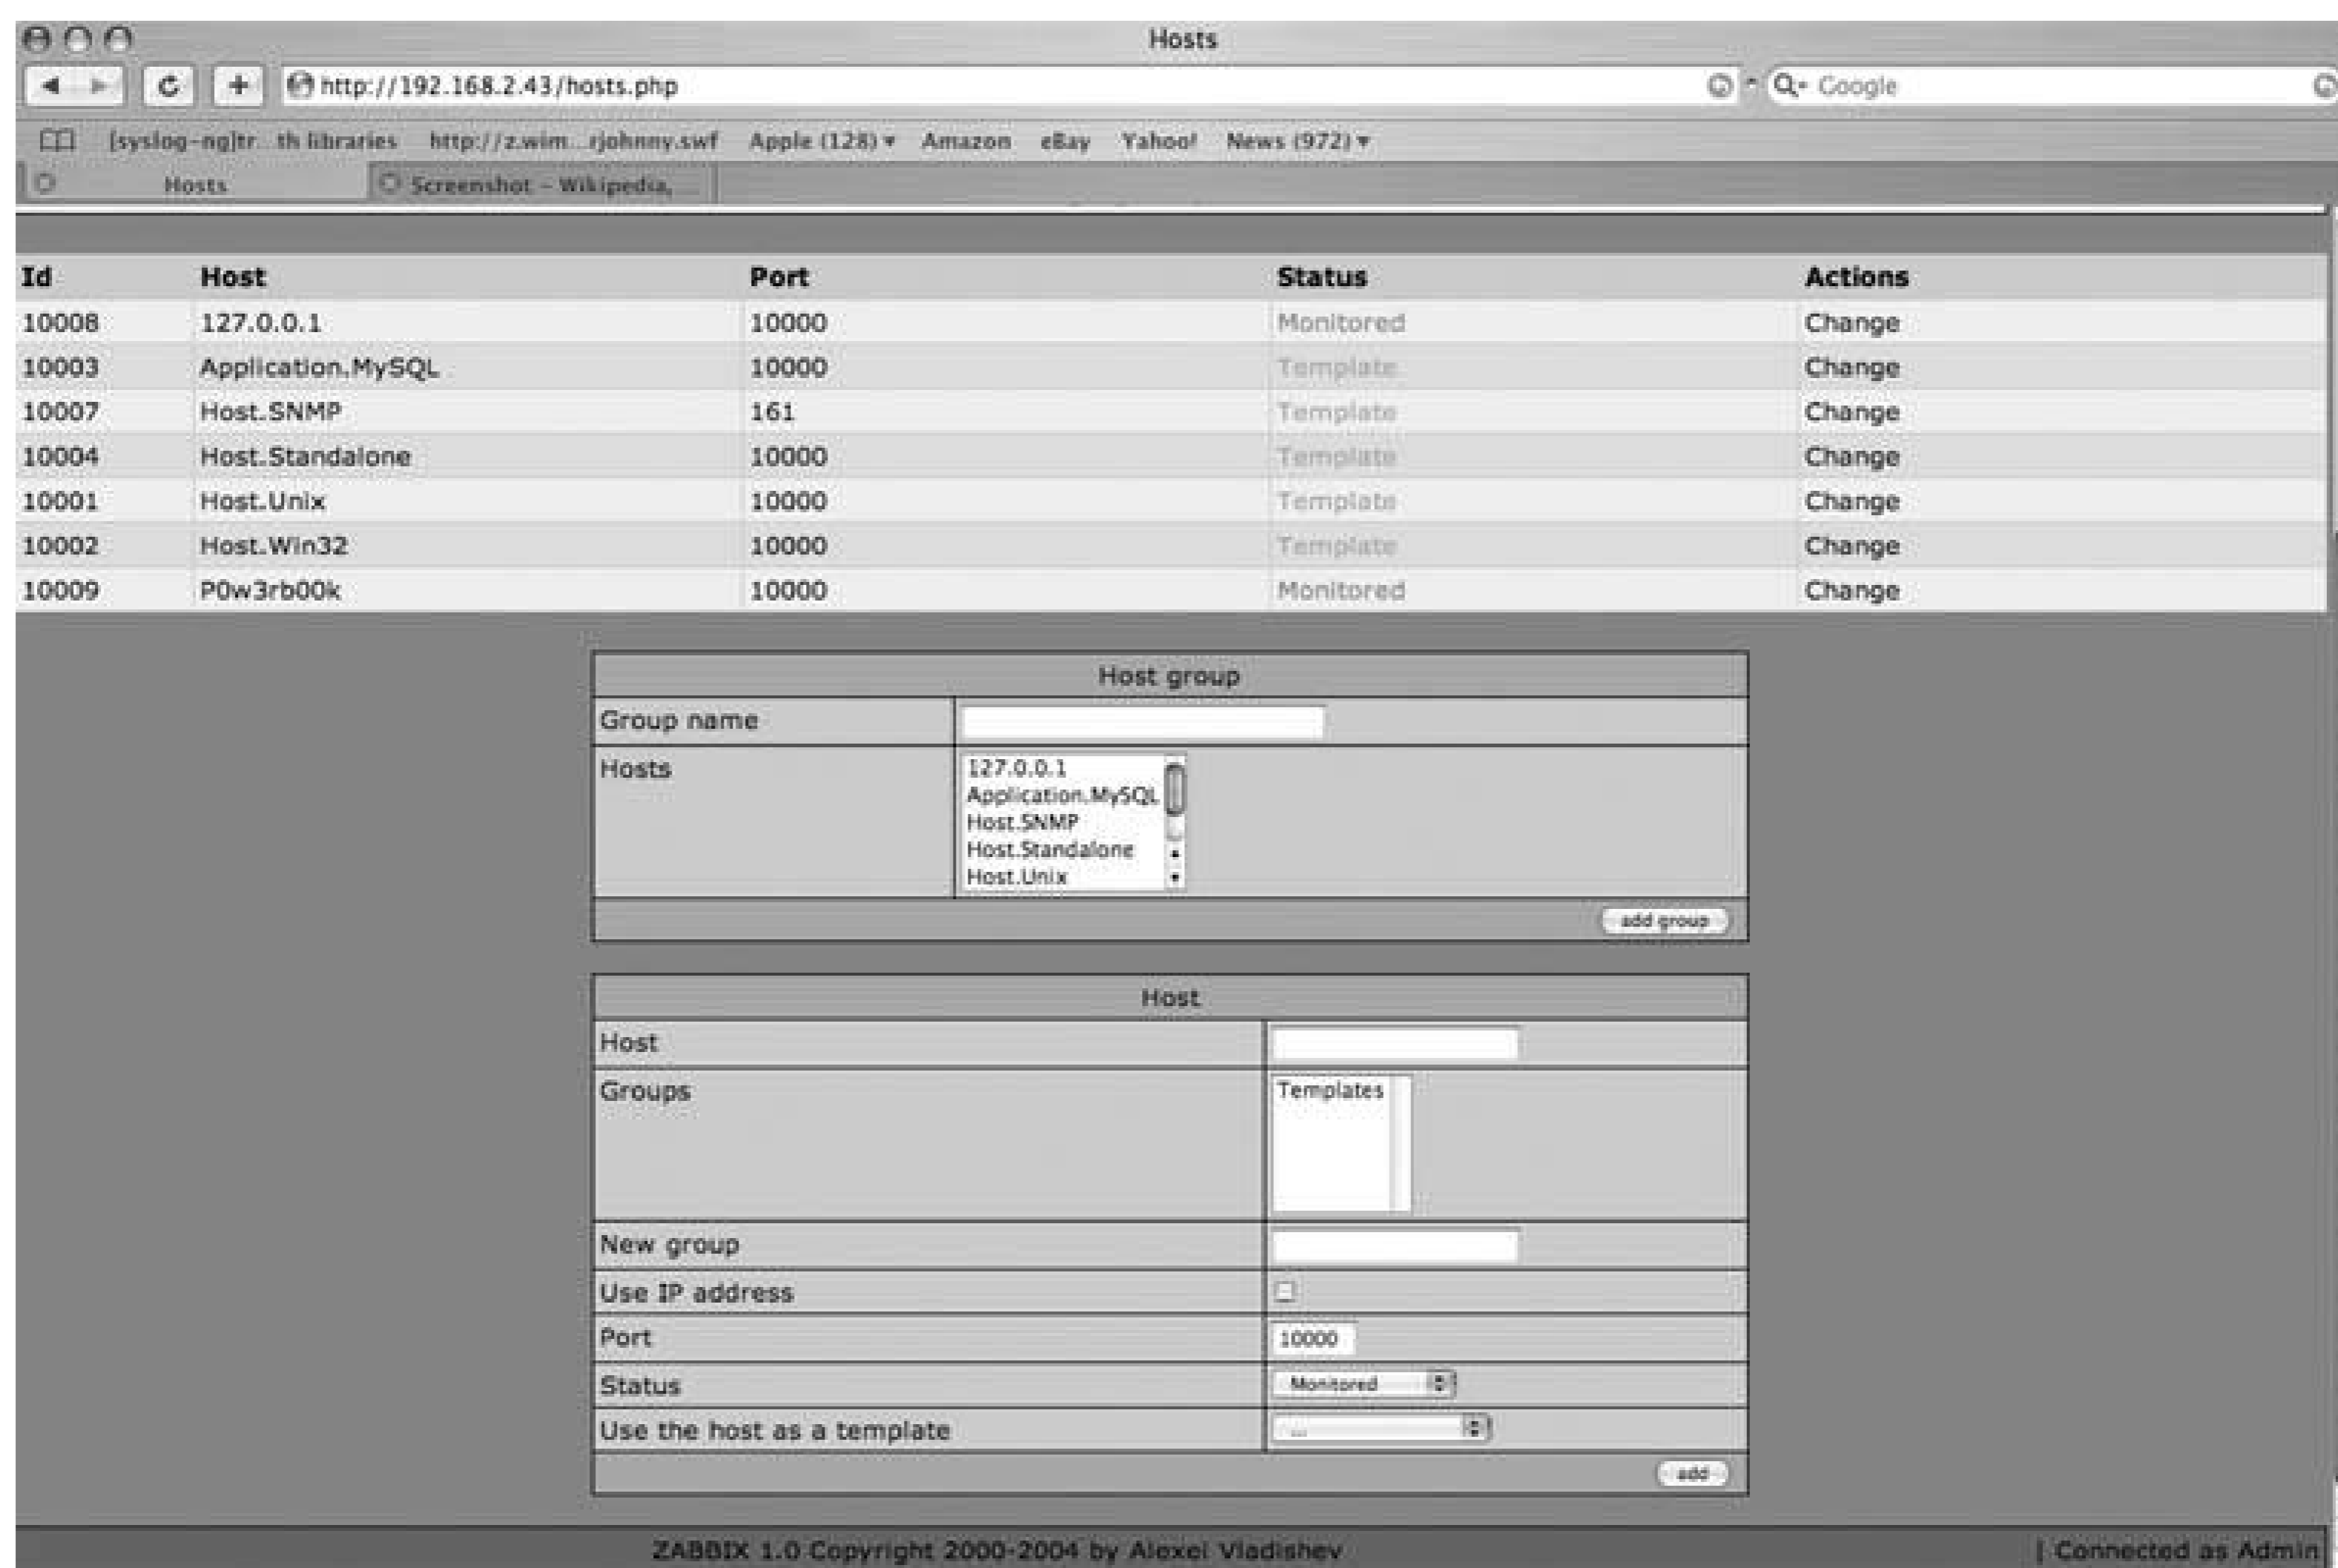 Hosts
http://192.168.2.43/hosts.php
Google
[syslog-ng]tr...th libraries http://z.wim...rjohnny.swf Apple (128) Amazon eBay Yahoo! News (972)
Hosts Screenshot – Wikipedia, ...
Id Host Port Status Actions
10008 127.0.0.1 10000 Monitored Change
10003 Application.MySQL 10000 Template Change
10007 Host.SNMP 161 Template Change
10004 Host.Standalone 10000 Template Change
10001 Host.Unix 10000 Template Change
10002 Host.Win32 10000 Template Change
10009 P0w3rb00k 10000 Monitored Change
Host group
Group name
Hosts
127.0.0.1
Application.MySQL
Host.SNMP
Host.Standalone
Host.Unix
add group
Host
Host
Groups Templates
New group
Use IP address
Port 10000
Status Monitored
Use the host as a template ...
add
ZABBIX 1.0 Copyright 2000-2004 by Alexei Vladishev | Connected as Admin